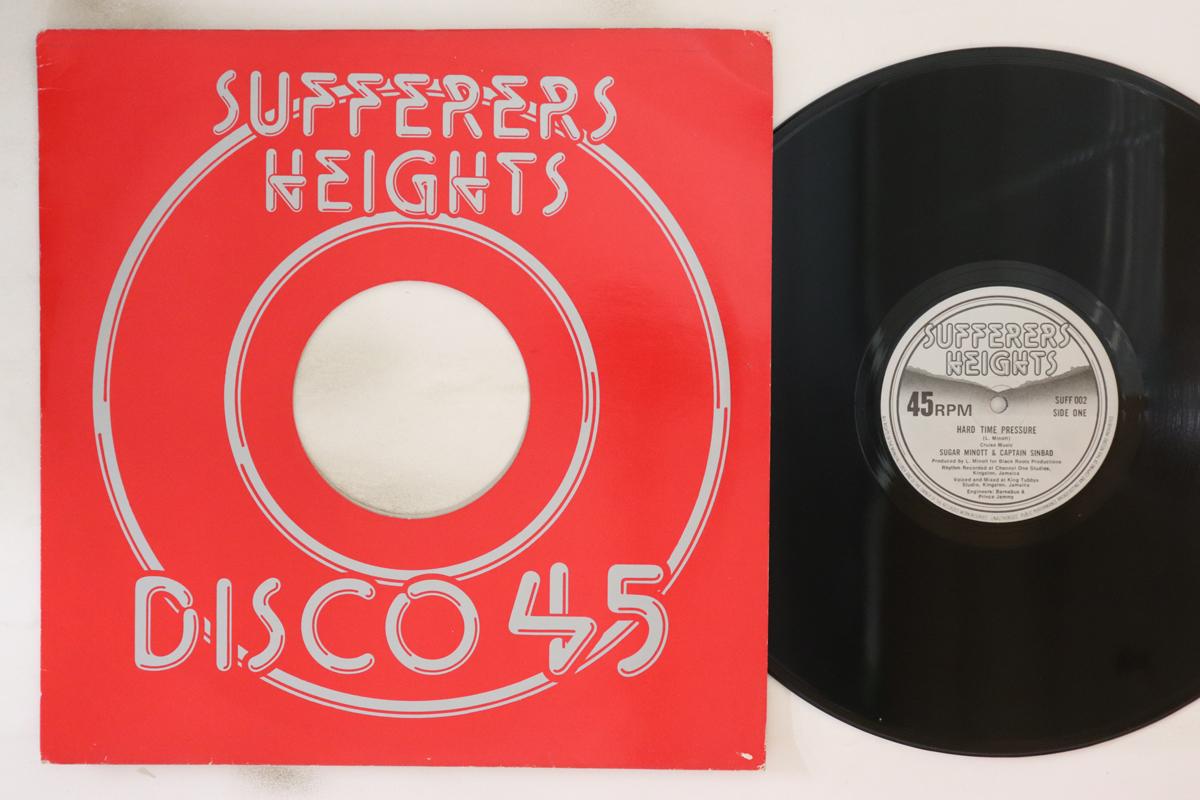 SUFFERERS
HEIGHTS
DISCO 45
SUFFERERS
HEIGHTS
45RPM
SUFF 002
SIDE ONE
HARD TIME PRESSURE
(L. Minott)
Cruise Music
SUGAR MINOTT & CAPTAIN SINBAD
Produced by L. Minott for Black Roots Productions
Rhythm Recorded at Channel One Studios,
Kingston, Jamaica
Voiced and Mixed at King Tubbys
Studio, Kingston, Jamaica
Engineers: Barnabus &
Prince Jammy